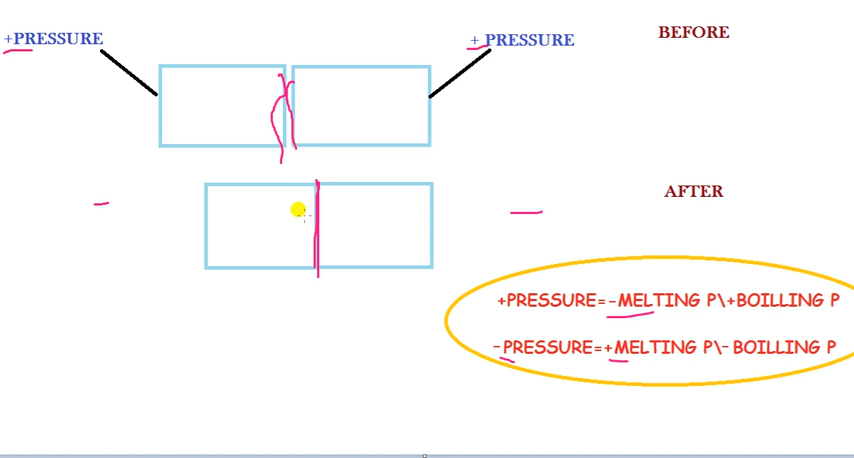 +PRESSURE
+ PRESSURE
BEFORE
AFTER
+PRESSURE=-MELTING P\+BOILLING P
-PRESSURE=+MELTING P\-BOILLING P